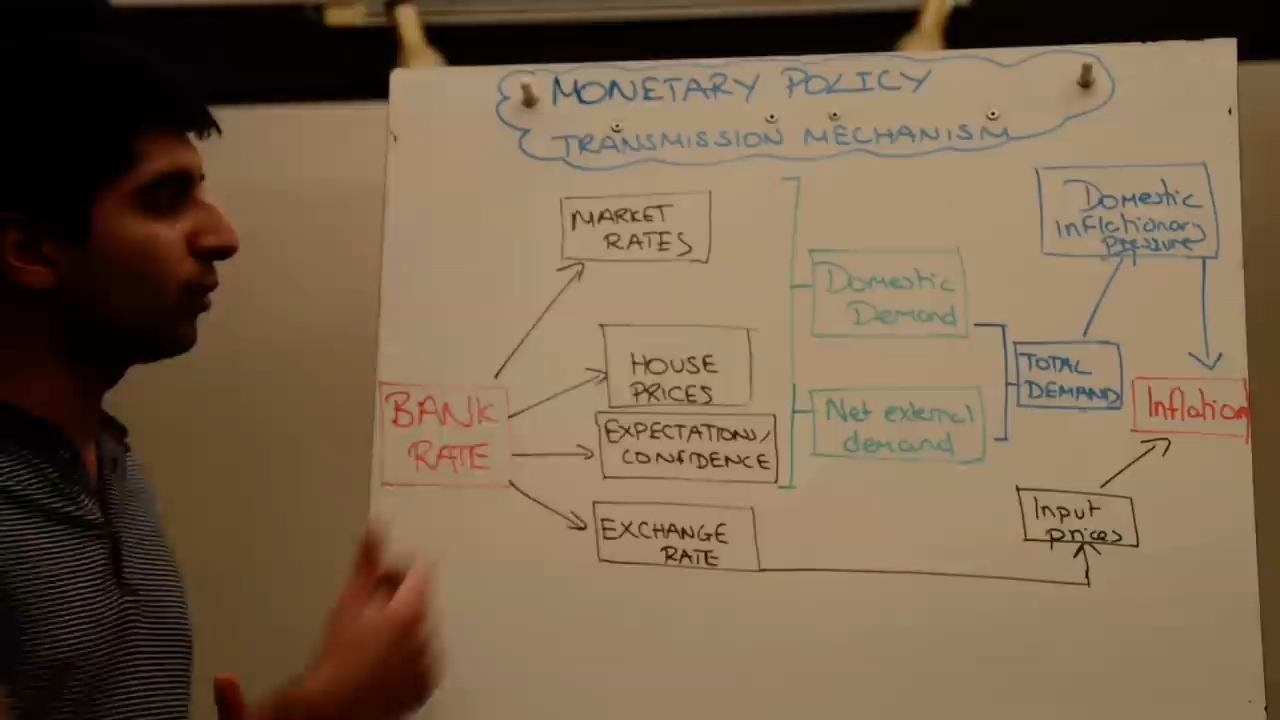 MONETARY POLICY
TRANSMISSION MECHANISM
MARKET
RATES
HOUSE
PRICES
BANK
RATE
EXPECTATIONS/
CONFIDENCE
EXCHANGE
RATE
Domestic
Demand
Net external
demand
TOTAL
DEMAND
Domestic
Inflationary
pressure
Inflation
Input
prices